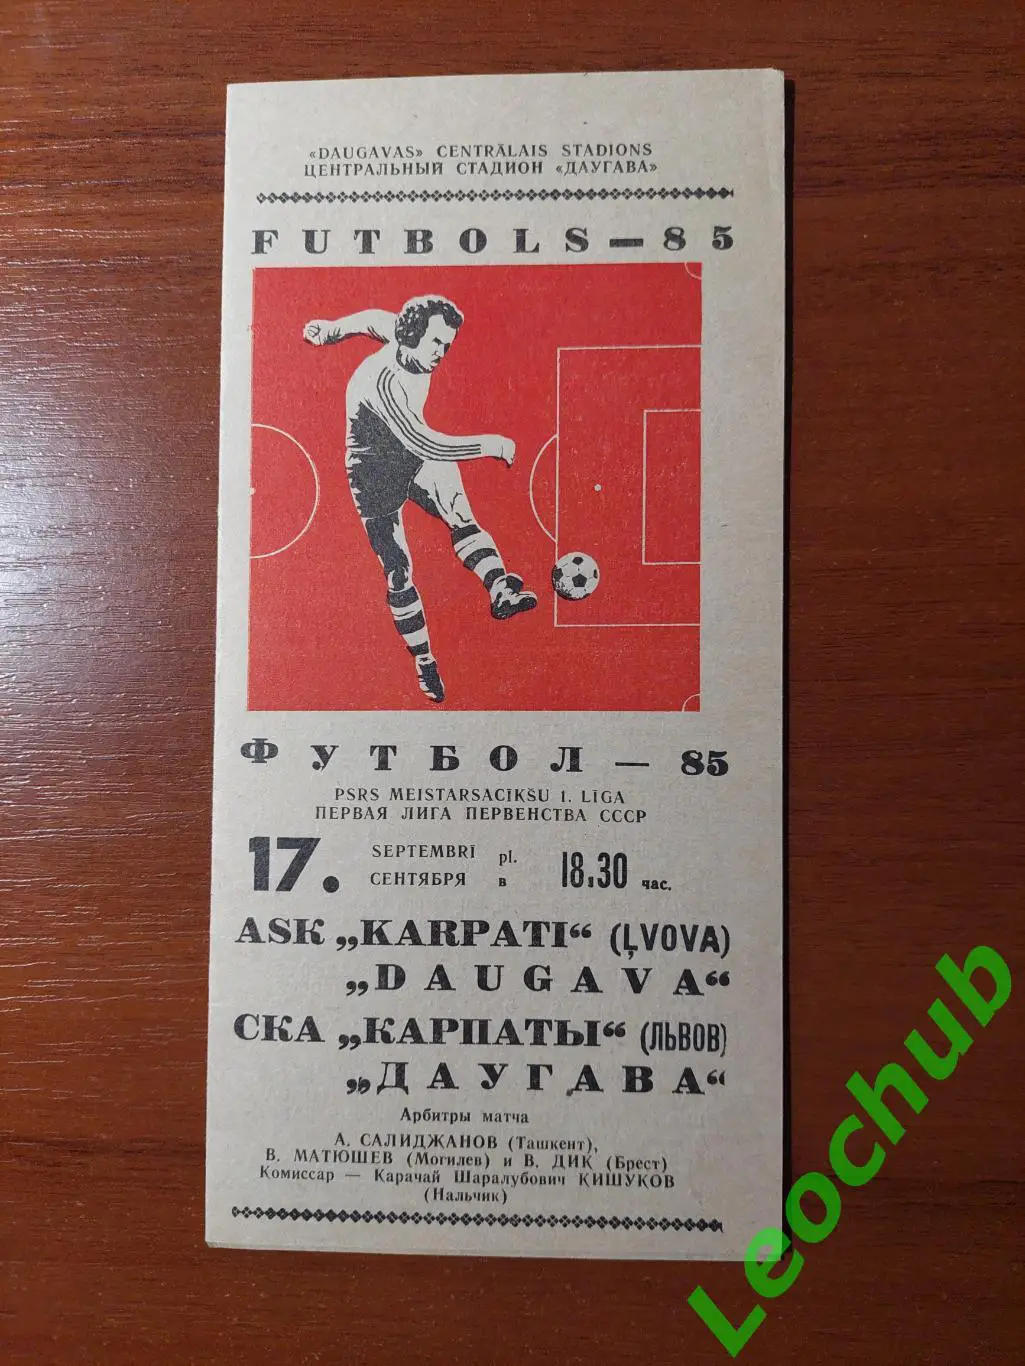 «DAUGAVAS» CENTRĀLAIS STADIONS
ЦЕНТРАЛЬНЫЙ СТАДИОН «ДАУГАВА»
FUTBOLS — 85
ФУТБОЛ — 85
PSRS MEISTARSACĪKŠU 1. LĪGA
ПЕРВАЯ ЛИГА ПЕРВЕНСТВА СССР
17. SEPTEMBRĪ pl. 18.30
СЕНТЯБРЯ в час.
ASK „KARPATI“ (ĻVOVA)
„DAUGAVA“
СКА „КАРПАТЫ“ (ЛЬВОВ)
„ДАУГАВА“
Арбитры матча
А. САЛИДЖАНОВ (Ташкент),
В. МАТЮШЕВ (Могилев) и В. ДИК (Брест)
Комиссар — Карачай Шаралубович КИШУКОВ
(Нальчик)
Leochub